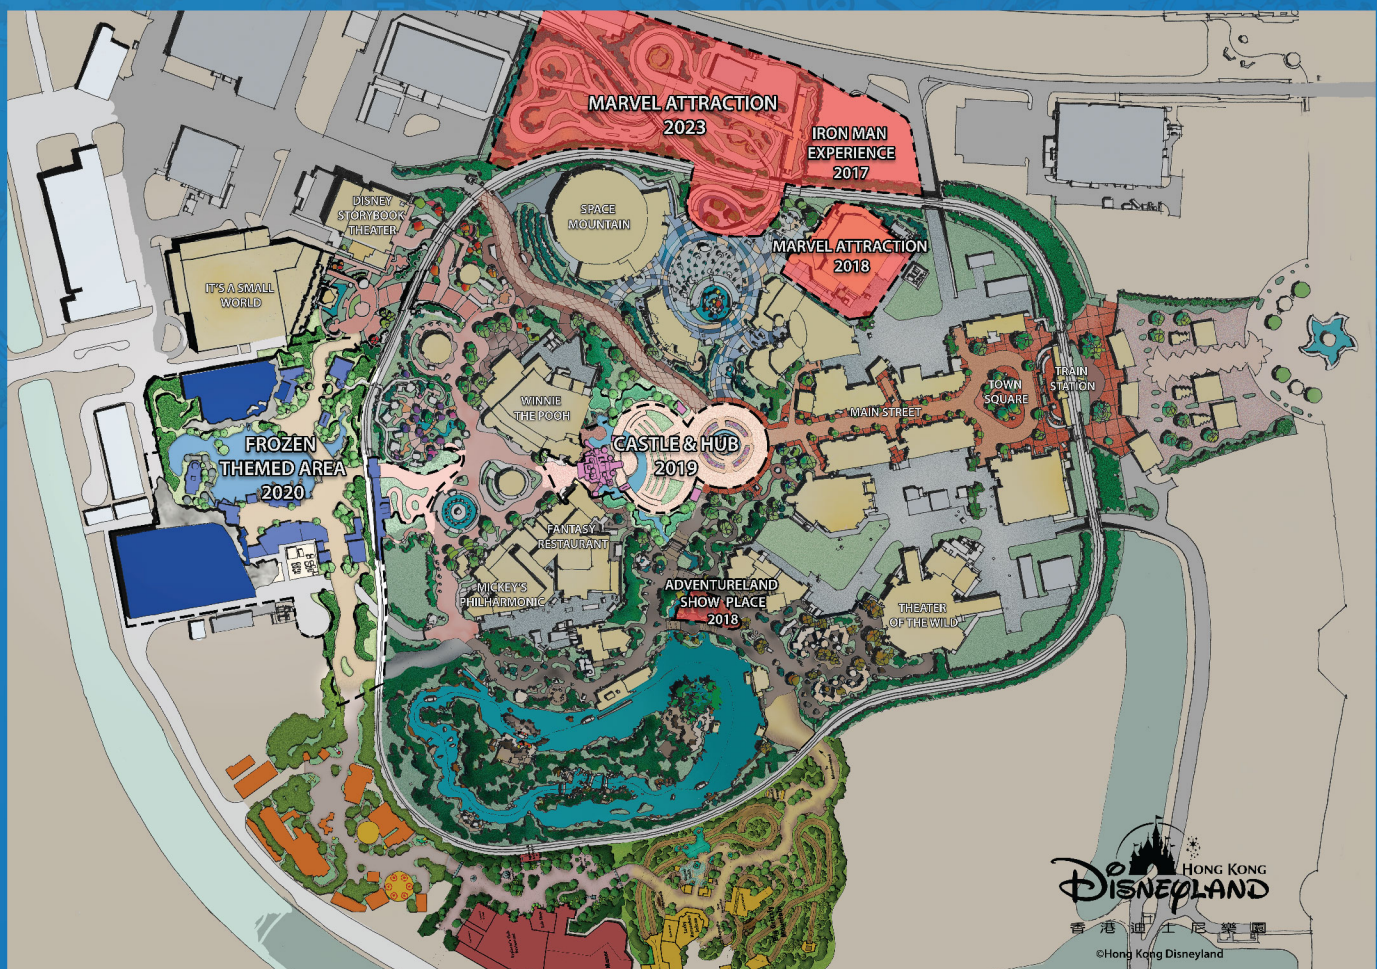 MARVEL ATTRACTION
2023
IRON MAN
EXPERIENCE
2017
DISNEY
STORYBOOK
THEATER
SPACE
MOUNTAIN
MARVEL ATTRACTION
2018
IT'S A SMALL
WORLD
TRAIN
STATION
TOWN
SQUARE
MAIN STREET
WINNIE
THE POOH
CASTLE & HUB
2019
FROZEN
THEMED AREA
2020
FANTASY
RESTAURANT
MICKEY'S
PHILHARMONIC
ADVENTURELAND
SHOW PLACE
2018
THEATER
OF THE WILD
HONG KONG
DISNEYLAND
香港迪士尼樂園
©Hong Kong Disneyland